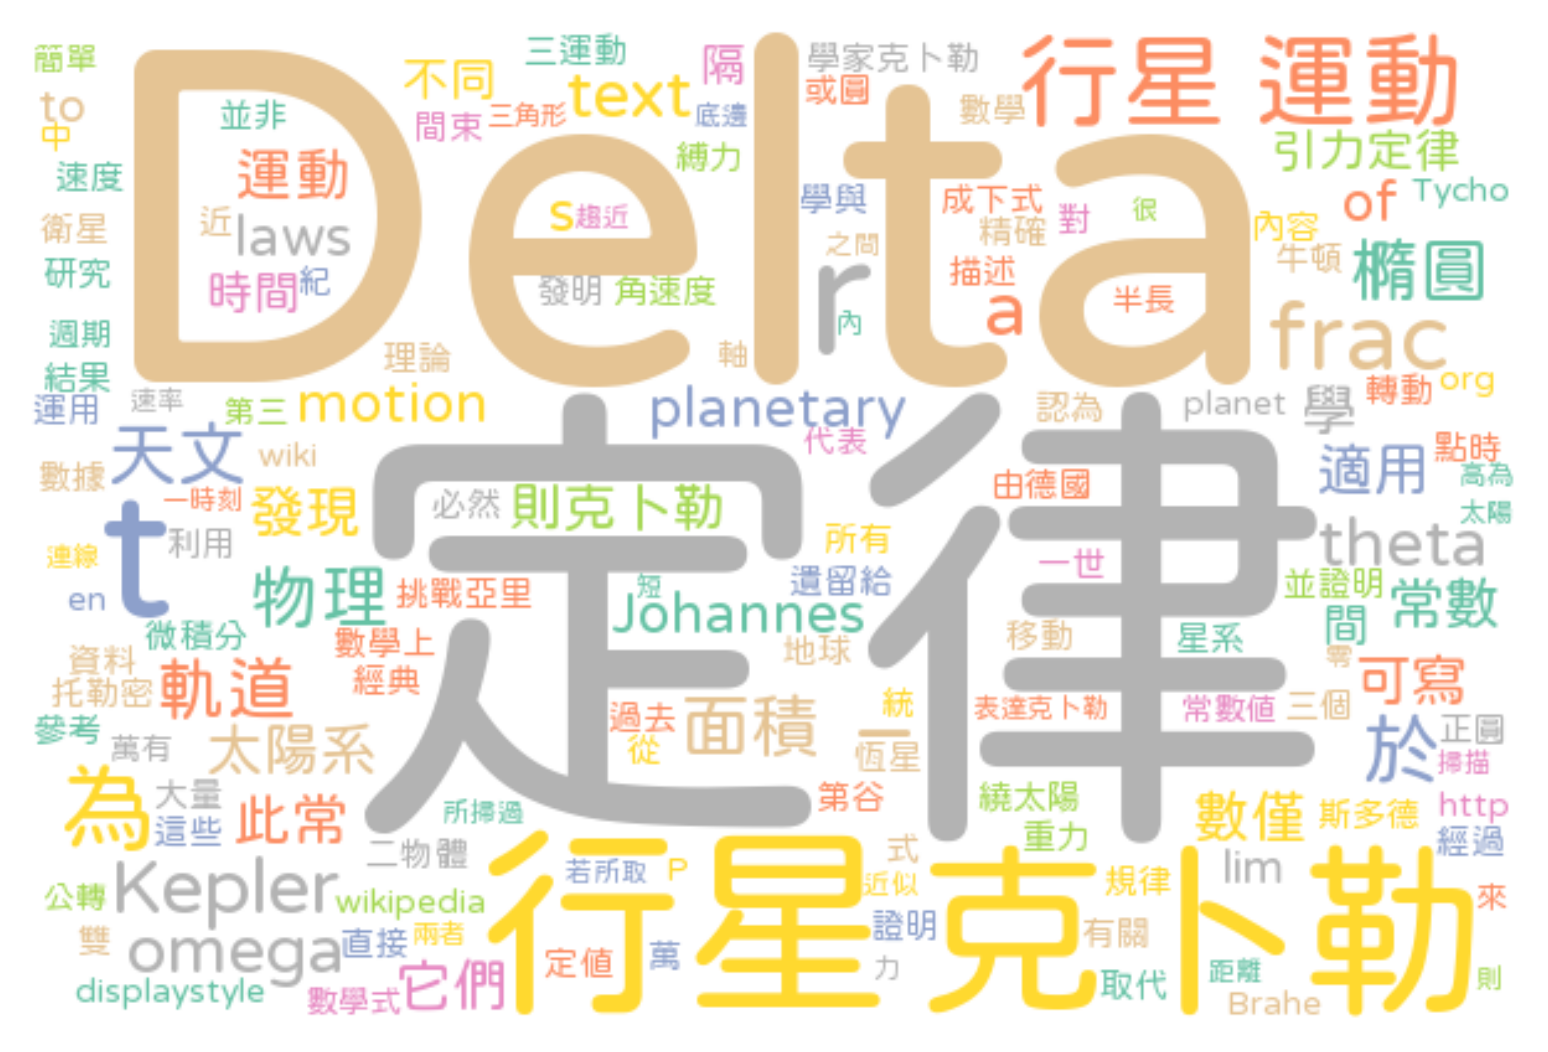 簡單
to
中
速度
衛星
研究
週期
結果
運用
Delta
並非
運動
近
laws
時間
紀
不同
間束
三運動
三角形
text
隔
底邊
縛力
s
趨近
發明
角速度
學家克卜勒
或圓
數學
行星 運動
引力定律
學與
成下式
對
很
精確
之間
描述
r
內
a
半長
of
Tycho
內容
牛頓
橢圓
frac
理論
軸
速率
第三
motion
planetary
代表
認為
planet
學
轉動
org
天文
wiki
數據
一時刻
發現
t
利用
連線
en
微積分
定律
必然
則克卜勒
所有
由德國
一世
適用
點時
高為
太陽
theta
物理
挑戰亞里
短
Johannes
遺留給
並證明
常數
間
數學上
經典
地球
移動
星系
零
可寫
資料
托勒密
軌道
參考
萬有
太陽系
過去
從
面積
統
一
恆星
表達克卜勒
常數值
三個
於
正圓
掃描
為
大量
這些
此常
所掃過
第谷
繞太陽
重力
數僅
斯多德
http
經過
二物體
若所取
P
式
近似
規律
lim
公轉
Kepler
wikipedia
行星克卜勒
來
雙
omega
直接
兩者
定值
萬
證明
力
有關
取代
距離
則
displaystyle
數學式
它們
Brahe